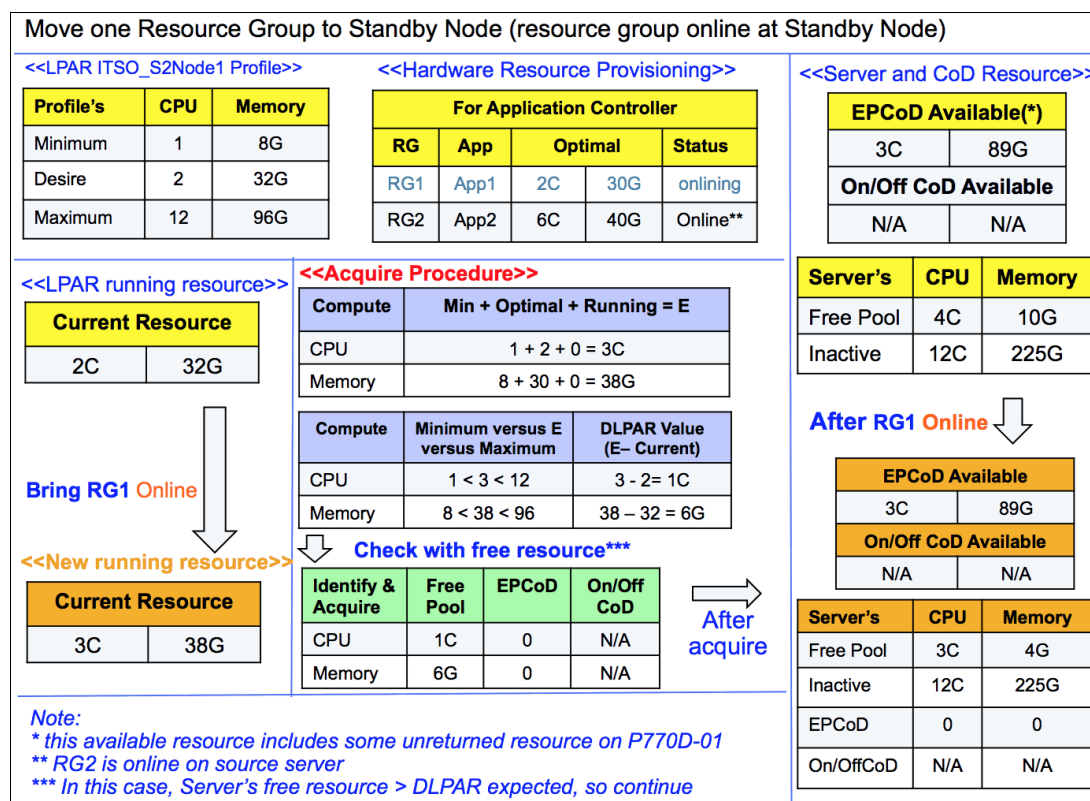 Move one Resource Group to Standby Node (resource group online at Standby Node)
<<LPAR ITSO_S2Node1 Profile>>
Profile's CPU Memory
Minimum 1 8G
Desire 2 32G
Maximum 12 96G
<<Hardware Resource Provisioning>>
For Application Controller
RG App Optimal Status
RG1 App1 2C 30G onlining
RG2 App2 6C 40G Online**
<<Server and CoD Resource>>
EPCoD Available(*)
3C 89G
On/Off CoD Available
N/A N/A
Server's CPU Memory
Free Pool 4C 10G
Inactive 12C 225G
<<LPAR running resource>>
Current Resource
2C 32G
Bring RG1 Online
<<New running resource>>
Current Resource
3C 38G
<<Acquire Procedure>>
Compute Min + Optimal + Running = E
CPU 1 + 2 + 0 = 3C
Memory 8 + 30 + 0 = 38G
Compute Minimum versus E versus Maximum DLPAR Value (E– Current)
CPU 1 < 3 < 12 3 - 2= 1C
Memory 8 < 38 < 96 38 – 32 = 6G
Check with free resource***
Identify & Acquire Free Pool EPCoD On/Off CoD
CPU 1C 0 N/A
Memory 6G 0 N/A
After
acquire
After RG1 Online
EPCoD Available
3C 89G
On/Off CoD Available
N/A N/A
Server's CPU Memory
Free Pool 3C 4G
Inactive 12C 225G
EPCoD 0 0
On/OffCoD N/A N/A
Note:
* this available resource includes some unreturned resource on P770D-01
** RG2 is online on source server
*** In this case, Server's free resource > DLPAR expected, so continue